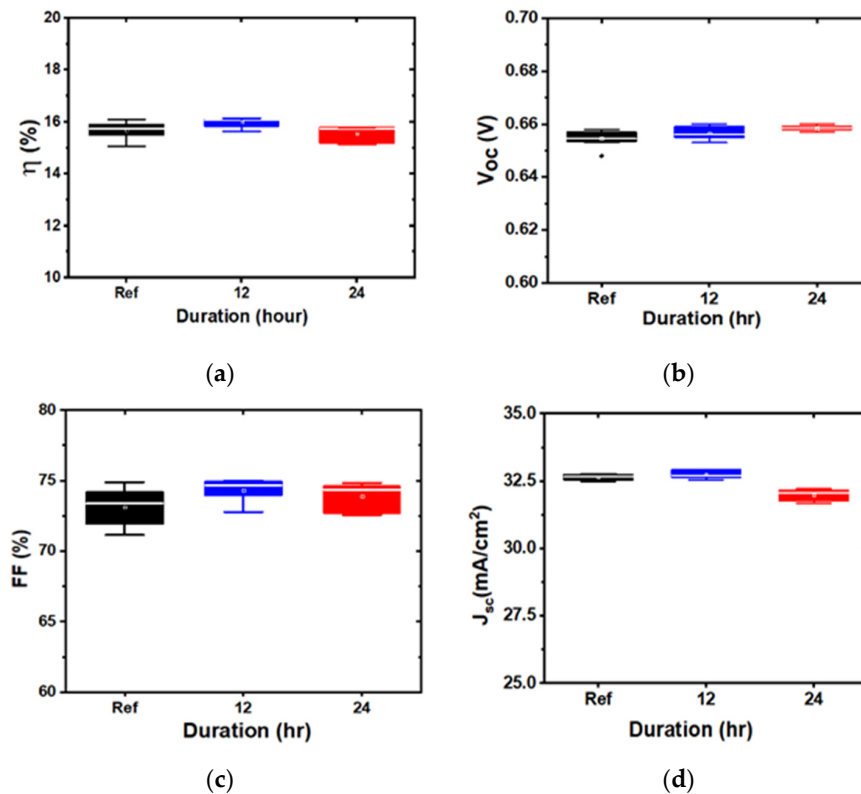 20
18
16
14
12
10
η (%)
Ref 12 24
Duration (hour)
(a)
0.70
0.68
0.66
0.64
0.62
0.60
Voc (V)
Ref 12 24
Duration (hr)
(b)
80
75
70
65
60
FF (%)
Ref 12 24
Duration (hr)
(c)
35.0
32.5
30.0
27.5
25.0
Jsc(mA/cm²)
Ref 12 24
Duration (hr)
(d)